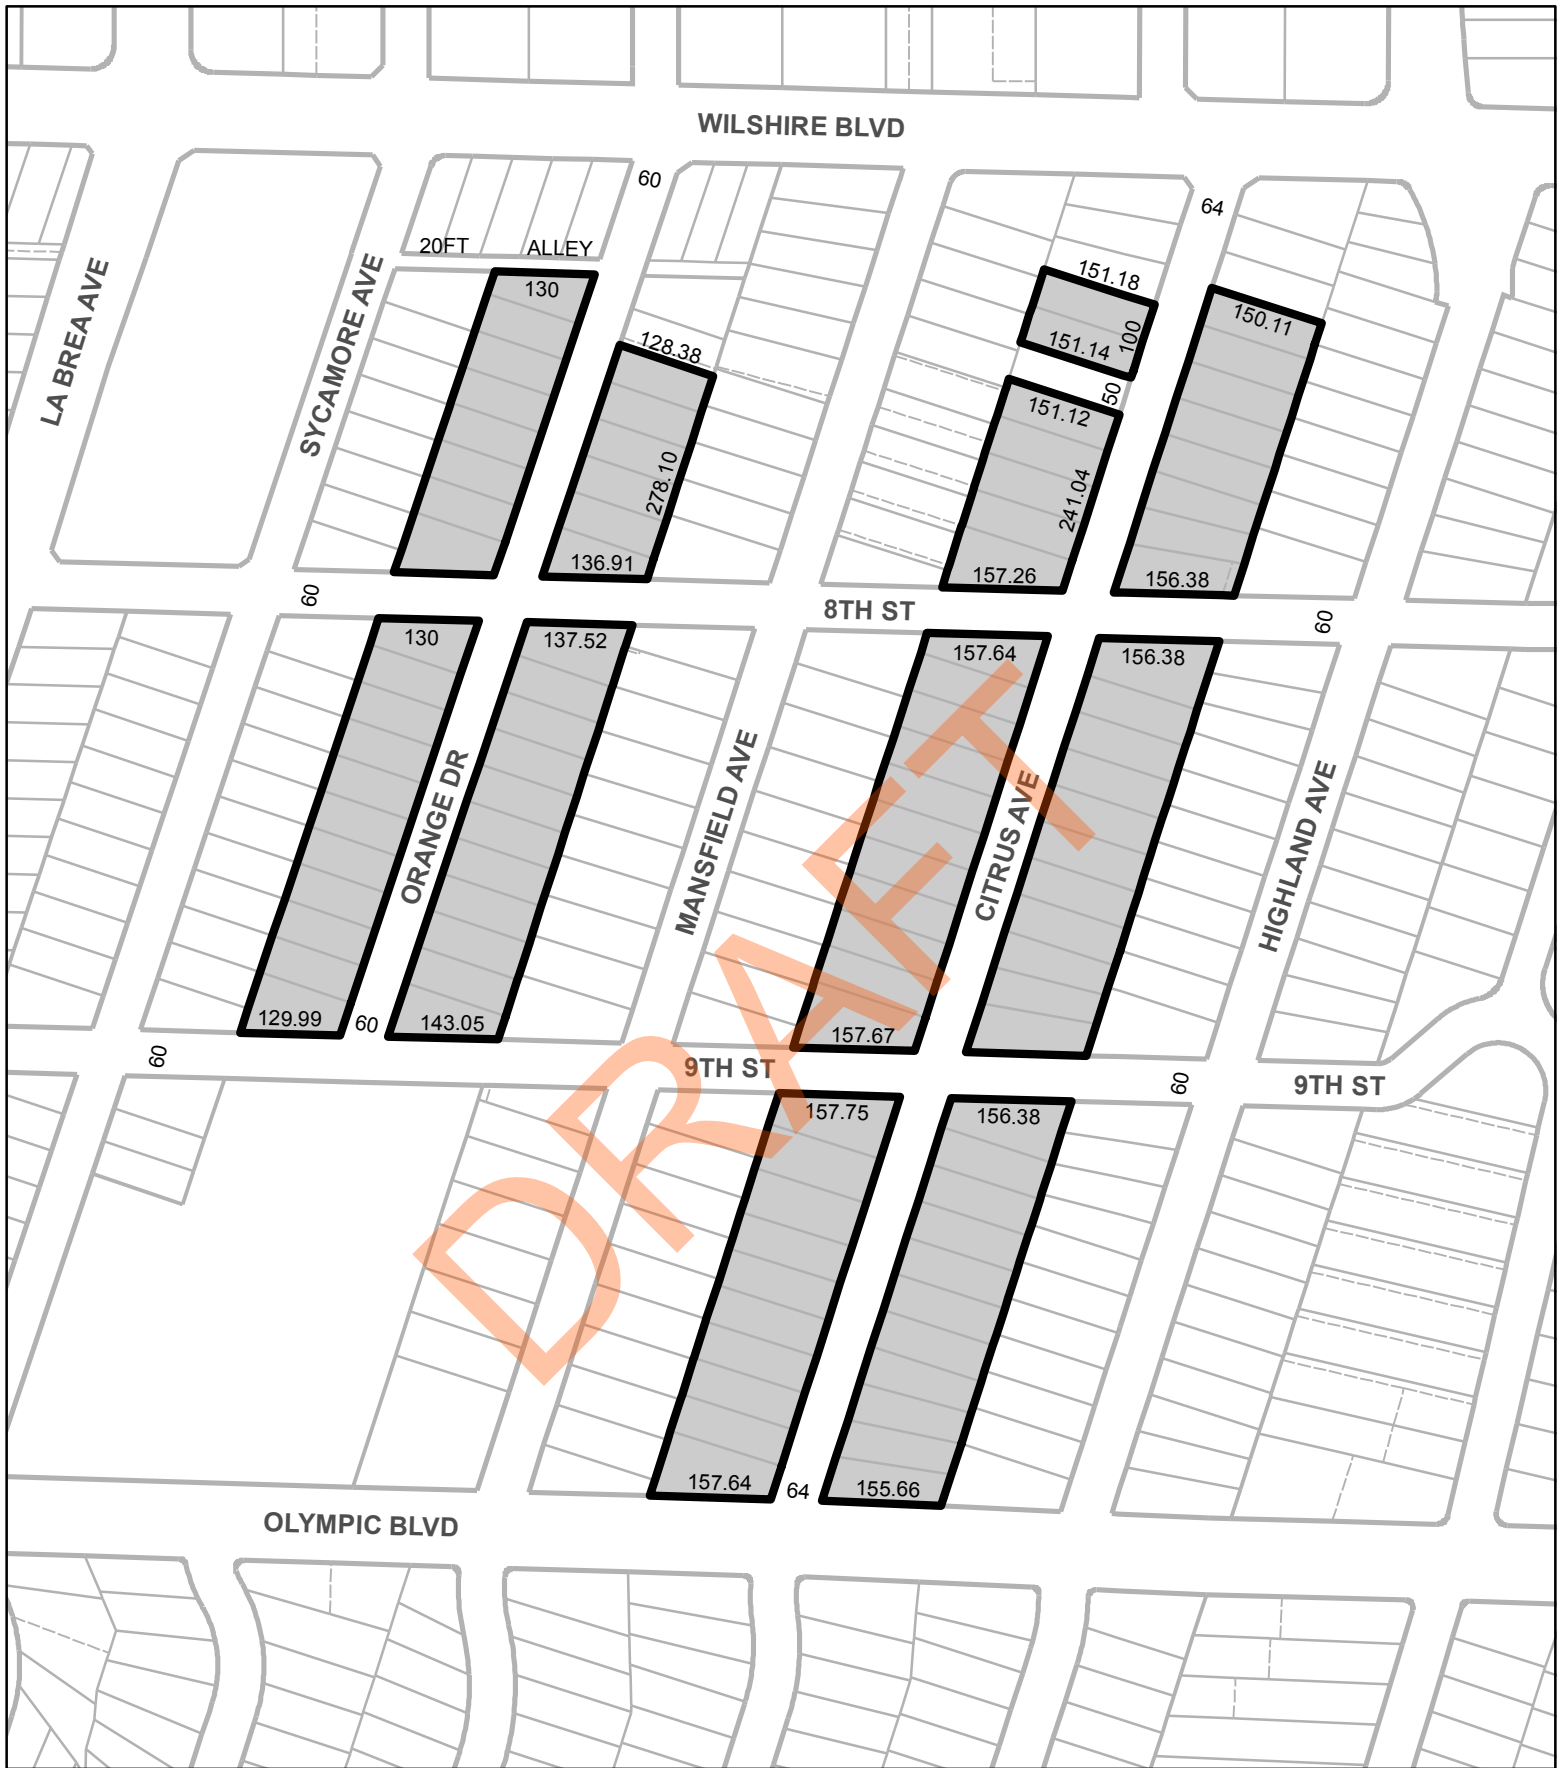 WILSHIRE BLVD
60
64
20FT
ALLEY
130
LA BREA AVE
SYCAMORE AVE
128.38
278.10
136.91
151.18
100
151.14
50
151.12
241.04
157.26
150.11
156.38
60
8TH ST
60
130
137.52
157.64
156.38
ORANGE DR
MANSFIELD AVE
CITRUS AVE
HIGHLAND AVE
DRAFT
129.99
60
143.05
157.67
60
9TH ST
60
9TH ST
157.75
156.38
157.64
64
155.66
OLYMPIC BLVD